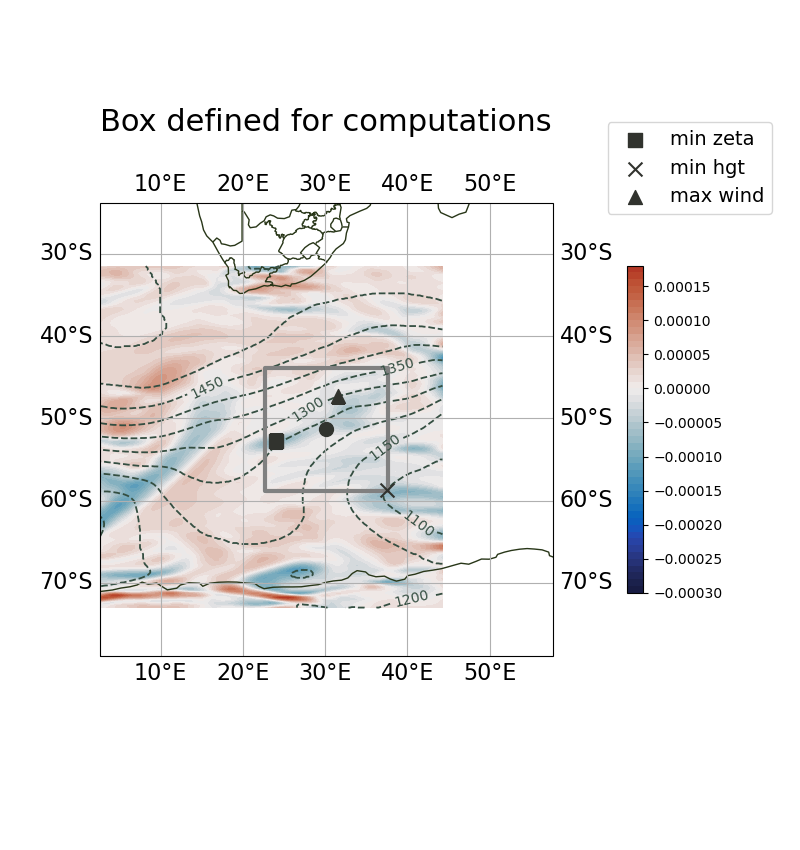 Box defined for computations
min zeta
min hgt
max wind
10°E 20°E 30°E 40°E 50°E
30°S 30°S
40°S 40°S
50°S 50°S
60°S 60°S
70°S 70°S
1450
1350
1300
1150
1100
1200
10°E 20°E 30°E 40°E 50°E
0.00015
0.00010
0.00005
0.00000
−0.00005
−0.00010
−0.00015
−0.00020
−0.00025
−0.00030